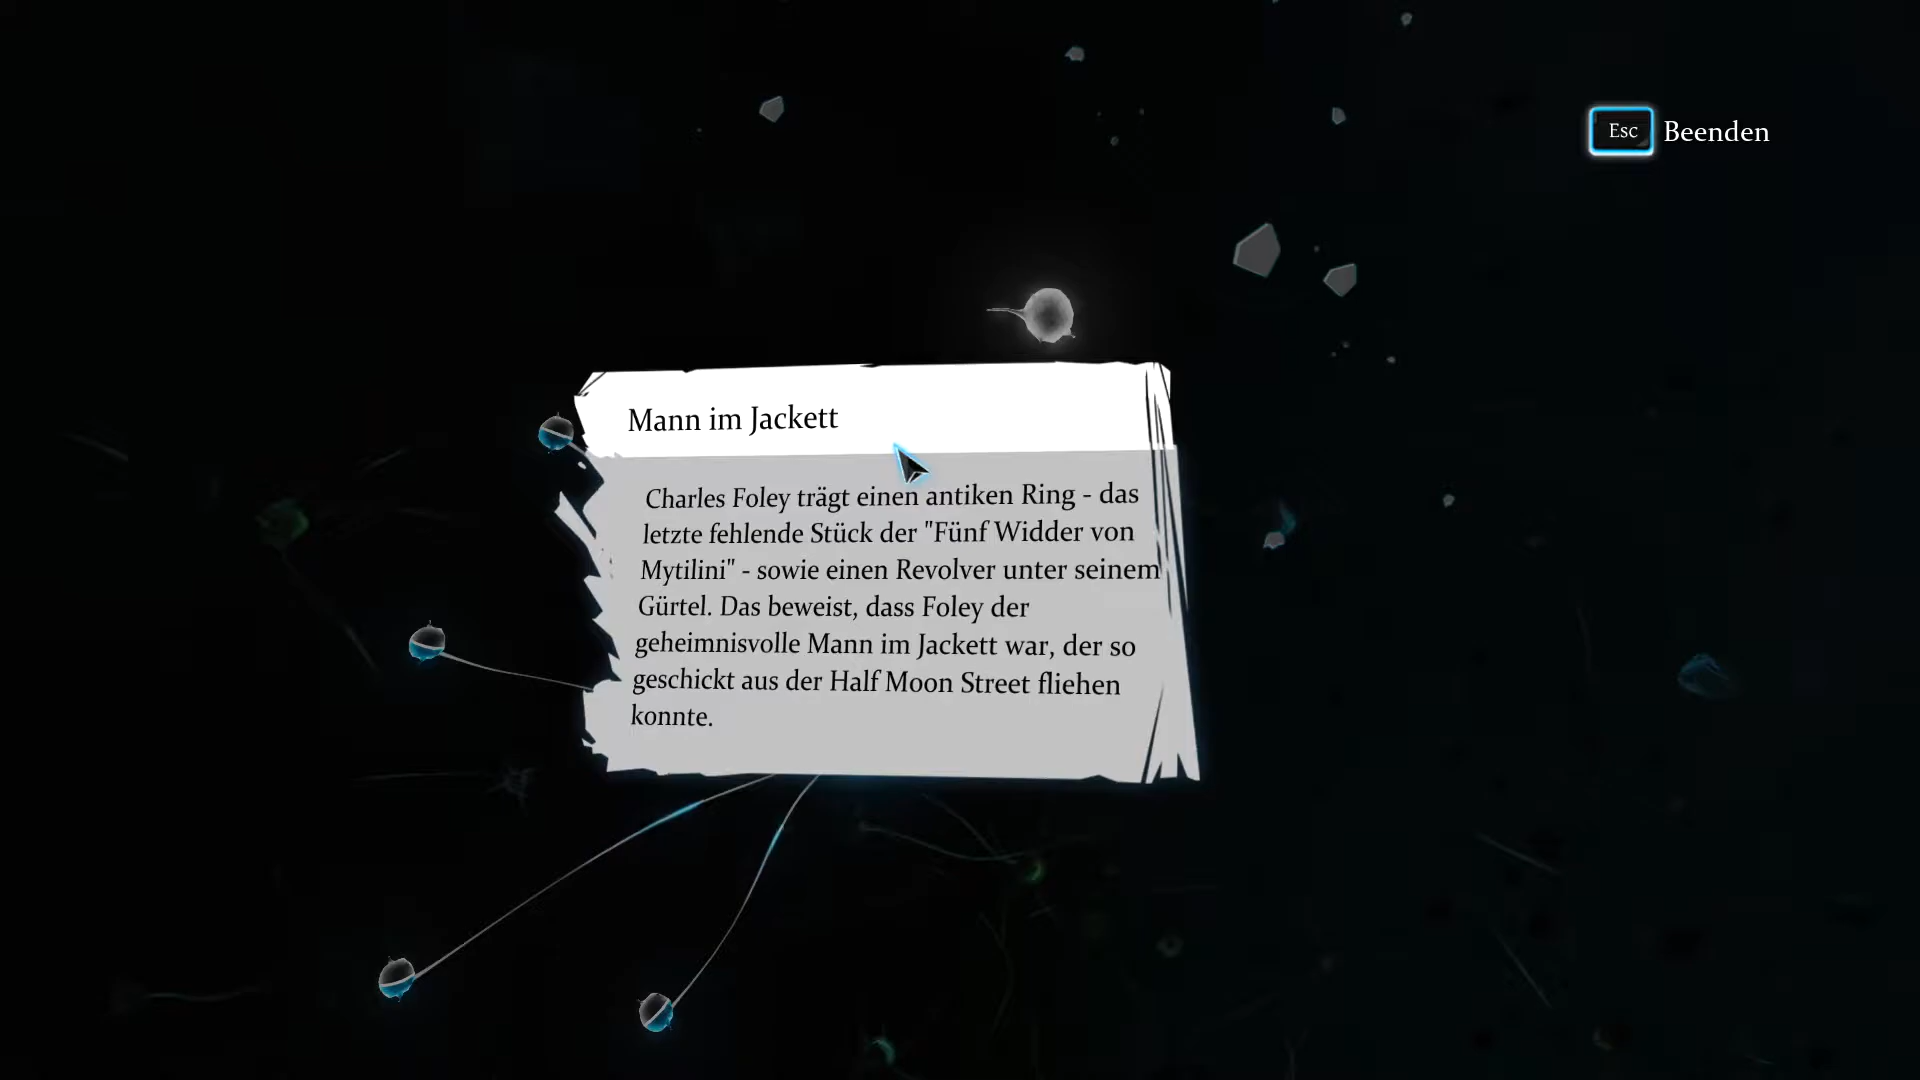 Esc Beenden
Mann im Jackett
Charles Foley trägt einen antiken Ring - das
letzte fehlende Stück der "Fünf Widder von
Mytilini" - sowie einen Revolver unter seinem
Gürtel. Das beweist, dass Foley der
geheimnisvolle Mann im Jackett war, der so
geschickt aus der Half Moon Street fliehen
konnte.